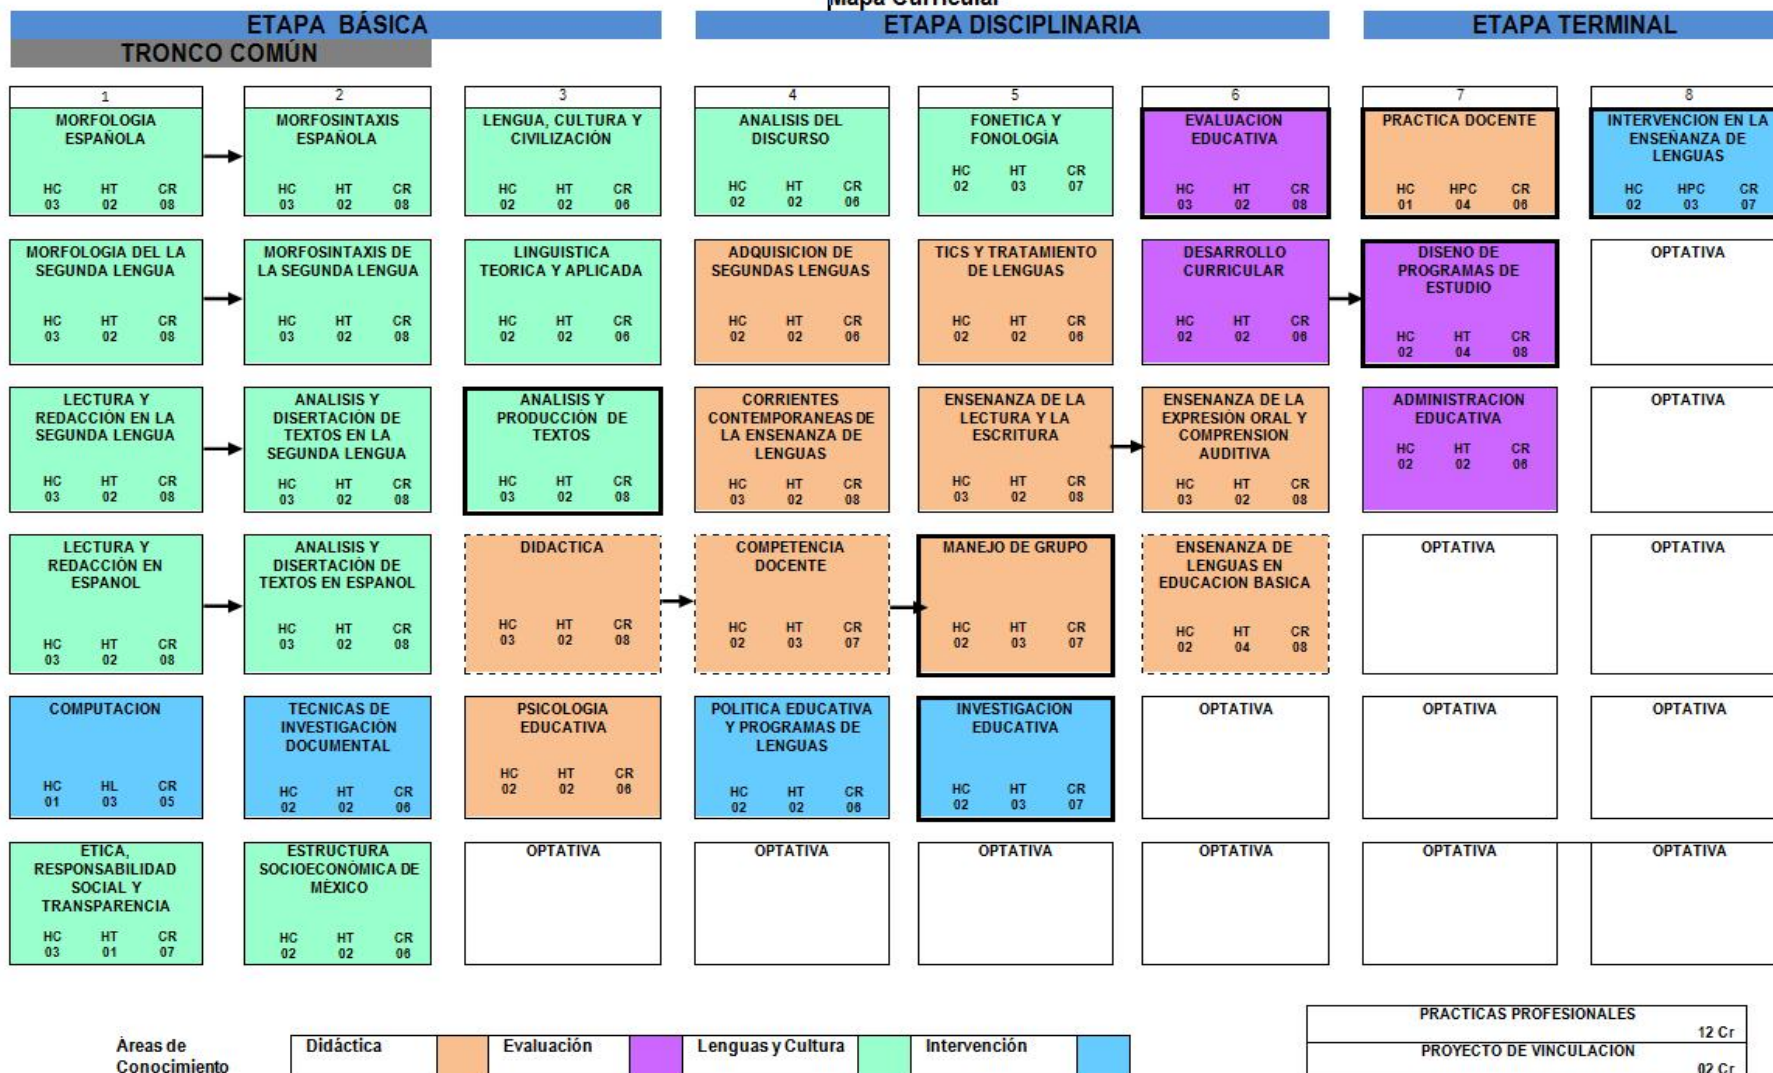 Mapa Curricular
ETAPA BÁSICA
ETAPA DISCIPLINARIA
ETAPA TERMINAL
TRONCO COMÚN
1
2
3
4
5
6
7
8
MORFOLOGIA
ESPAÑOLA
HC HT CR
03 02 08
MORFOSINTAXIS
ESPAÑOLA
HC HT CR
03 02 08
LENGUA, CULTURA Y
CIVILIZACIÓN
HC HT CR
02 02 06
ANALISIS DEL
DISCURSO
HC HT CR
02 02 06
FONETICA Y
FONOLOGÍA
HC HT CR
02 03 07
EVALUACION
EDUCATIVA
HC HT CR
03 02 08
PRACTICA DOCENTE
HC HPC CR
01 04 06
INTERVENCION EN LA
ENSEÑANZA DE
LENGUAS
HC HPC CR
02 03 07
MORFOLOGIA DEL LA
SEGUNDA LENGUA
HC HT CR
03 02 08
MORFOSINTAXIS DE
LA SEGUNDA LENGUA
HC HT CR
03 02 08
LINGUISTICA
TEORICA Y APLICADA
HC HT CR
02 02 06
ADQUISICION DE
SEGUNDAS LENGUAS
HC HT CR
02 02 06
TICS Y TRATAMIENTO
DE LENGUAS
HC HT CR
02 02 06
DESARROLLO
CURRICULAR
HC HT CR
02 02 06
DISENO DE
PROGRAMAS DE
ESTUDIO
HC HT CR
02 04 08
OPTATIVA
LECTURA Y
REDACCIÓN EN LA
SEGUNDA LENGUA
HC HT CR
03 02 08
ANALISIS Y
DISERTACIÓN DE
TEXTOS EN LA
SEGUNDA LENGUA
HC HT CR
03 02 08
ANALISIS Y
PRODUCCIÓN DE
TEXTOS
HC HT CR
03 02 08
CORRIENTES
CONTEMPORANEAS DE
LA ENSENANZA DE
LENGUAS
HC HT CR
03 02 08
ENSENANZA DE LA
LECTURA Y LA
ESCRITURA
HC HT CR
03 02 08
ENSENANZA DE LA
EXPRESIÓN ORAL Y
COMPRENSION
AUDITIVA
HC HT CR
03 02 08
ADMINISTRACION
EDUCATIVA
HC HT CR
02 02 06
OPTATIVA
LECTURA Y
REDACCIÓN EN
ESPANOL
HC HT CR
03 02 08
ANALISIS Y
DISERTACIÓN DE
TEXTOS EN ESPANOL
HC HT CR
03 02 08
DIDACTICA
HC HT CR
03 02 08
COMPETENCIA
DOCENTE
HC HT CR
02 03 07
MANEJO DE GRUPO
HC HT CR
02 03 07
ENSENANZA DE
LENGUAS EN
EDUCACION BASICA
HC HT CR
02 04 08
OPTATIVA
OPTATIVA
COMPUTACION
HC HL CR
01 03 05
TECNICAS DE
INVESTIGACIÓN
DOCUMENTAL
HC HT CR
02 02 06
PSICOLOGIA
EDUCATIVA
HC HT CR
02 02 06
POLITICA EDUCATIVA
Y PROGRAMAS DE
LENGUAS
HC HT CR
02 02 06
INVESTIGACION
EDUCATIVA
HC HT CR
02 03 07
OPTATIVA
OPTATIVA
OPTATIVA
ETICA,
RESPONSABILIDAD
SOCIAL Y
TRANSPARENCIA
HC HT CR
03 01 07
ESTRUCTURA
SOCIOECONÓMICA DE
MÉXICO
HC HT CR
02 02 06
OPTATIVA
OPTATIVA
OPTATIVA
OPTATIVA
OPTATIVA
OPTATIVA
Áreas de
Conocimiento
Didáctica
Evaluación
Lenguas y Cultura
Intervención
PRACTICAS PROFESIONALES
12 Cr
PROYECTO DE VINCULACION
02 Cr